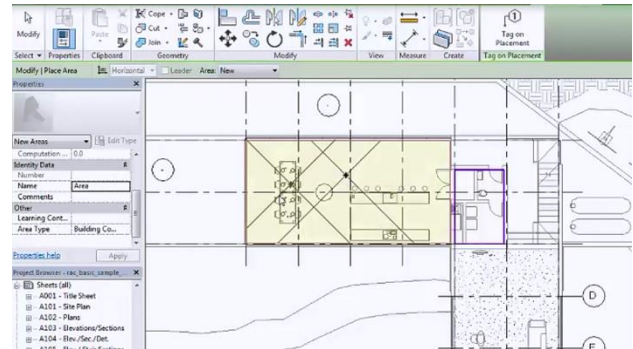 Modify
Paste
Cope
Cut
Join
Tag on
Placement
Select
Properties
Clipboard
Geometry
Modify
View
Measure
Create
Tag on Placement
Modify | Place Area
Horizontal
Leader
Area: New
Properties
New Areas
Edit Type
Computation ... 0.0
Identity Data
Number
Name Area
Comments
Other
Learning Cont...
Area Type Building Co...
Properties help
Apply
Project Browser - rac_basic_sample_...
Sheets (all)
A001 - Title Sheet
A101 - Site Plan
A102 - Plans
A103 - Elevations/Sections
A104 - Elev./Sec./Det.
D